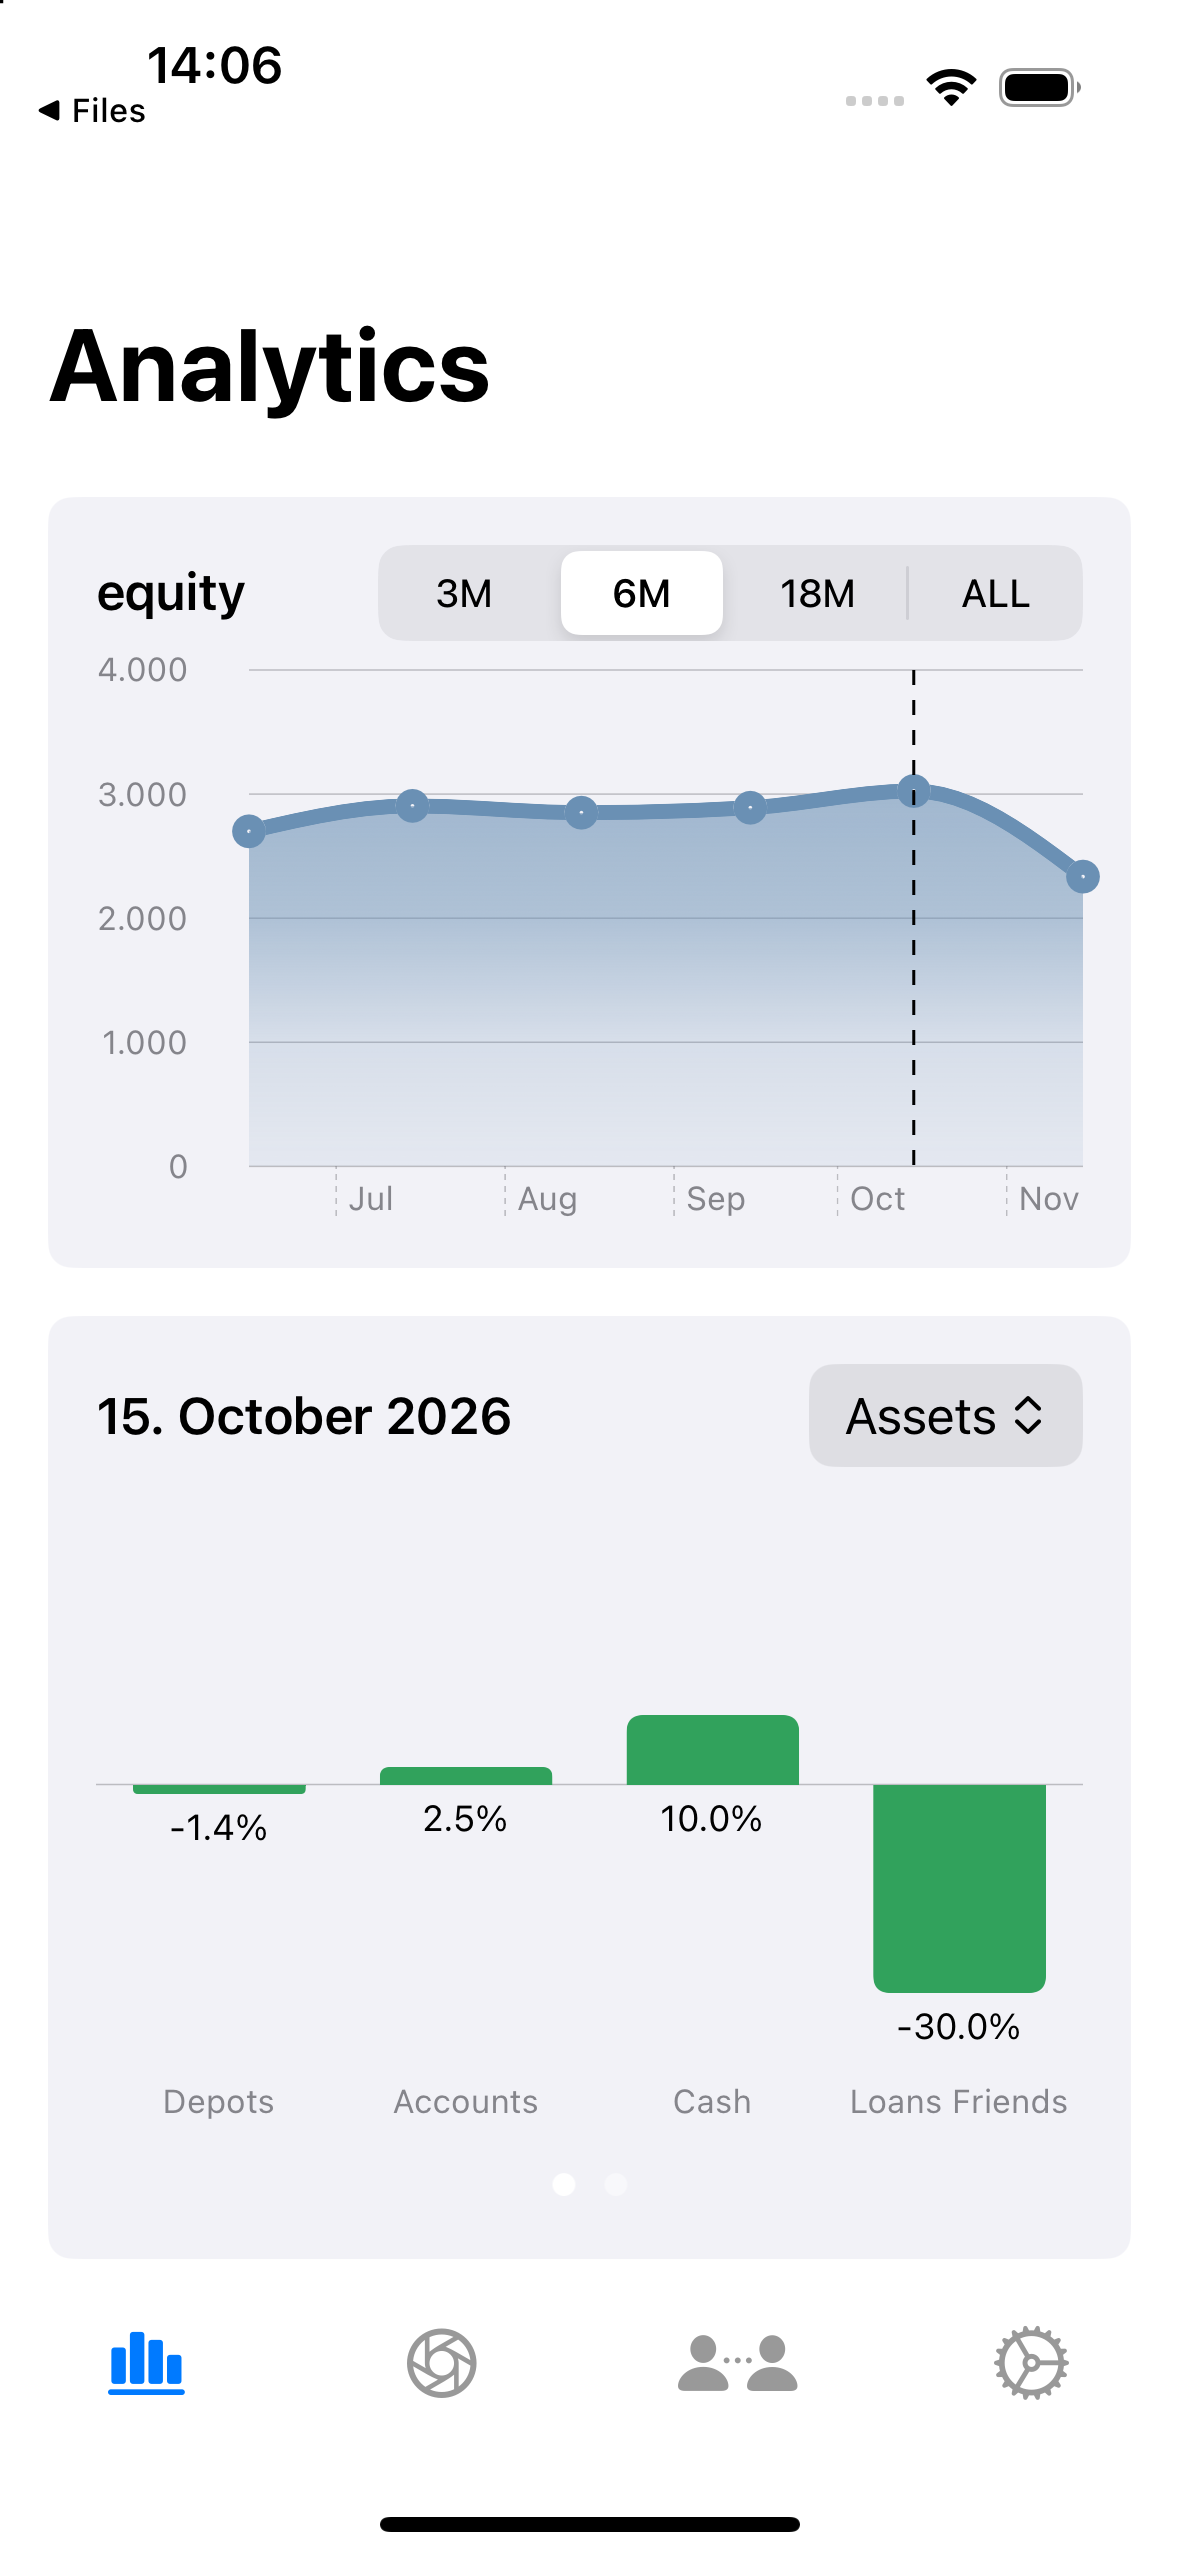 14:06
◀ Files
Analytics
equity
3M 6M 18M ALL
4.000
3.000
2.000
1.000
0
Jul Aug Sep Oct Nov
15. October 2026
Assets
-1.4% 2.5% 10.0% -30.0%
Depots Accounts Cash Loans Friends